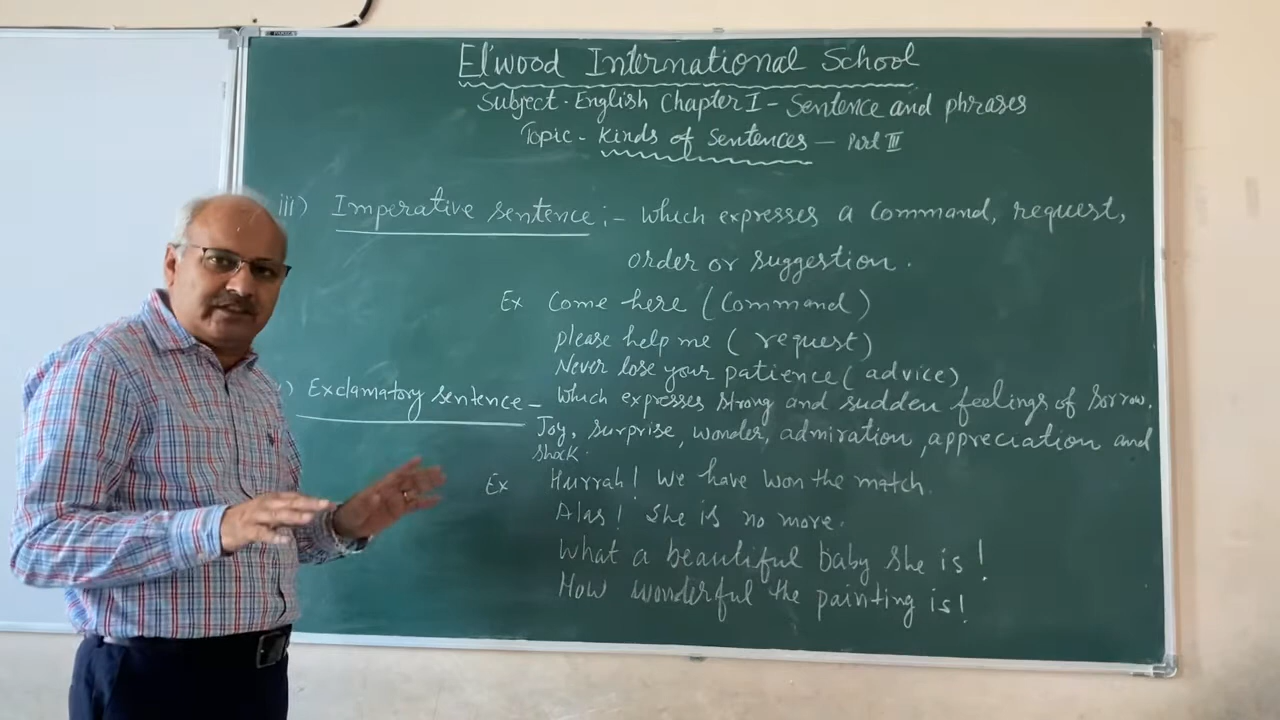 El'wood International School
Subject - English Chapter I - Sentence and phrases
Topic - Kinds of Sentences - Part III
iii) Imperative sentence ; - which expresses a command, request,
order or suggestion.
Ex Come here (Command)
please help me ( request)
Never lose your patience ( advice)
) Exclamatory sentence - which expresses strong and sudden feelings of sorrow.
Joy, surprise, wonder, admiration, appreciation and
shock.
Ex Hurrah! We have won the match.
Alas! She is no more.
What a beautiful baby she is!
How wonderful the painting is!